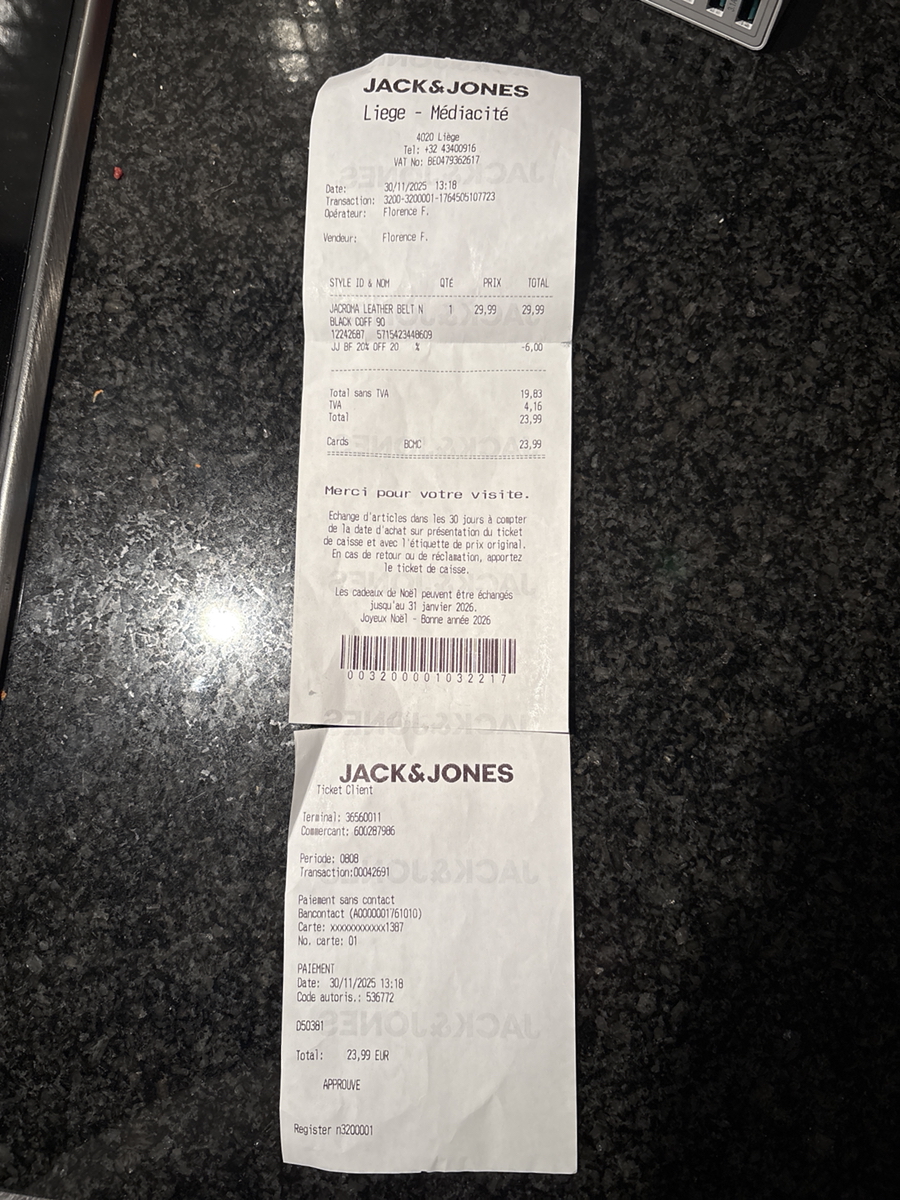 JACK&JONES
Liege - Médiacité
4020 Liège
Tel: +32 43400916
VAT No: BE0479362617
Date: 30/11/2025 13:18
Transaction: 3200-3200001-1764505107723
Opérateur: Florence F.
Vendeur: Florence F.
STYLE ID & NOM QTÉ PRIX TOTAL
JACROMA LEATHER BELT N 1 29,99 29,99
BLACK COFF 90
12242687 5715423448609
JJ BF 20% OFF 20 % -6,00
Total sans TVA 19,83
TVA 4,16
Total 23,99
Cards BCMC 23,99
Merci pour votre visite.
Echange d'articles dans les 30 jours à compter
de la date d'achat sur présentation du ticket
de caisse et avec l'étiquette de prix original.
En cas de retour ou de réclamation, apportez
le ticket de caisse.
Les cadeaux de Noël peuvent être échangés
jusqu'au 31 janvier 2026.
Joyeux Noël - Bonne année 2026
0032000001032217
JACK&JONES
Ticket Client
Terminal: 36560011
Commercant: 600287986
Periode: 0808
Transaction:00042691
Paiement sans contact
Bancontact (A0000001761010)
Carte: xxxxxxxxxxxx1387
No. carte: 01
PAIEMENT
Date: 30/11/2025 13:18
Code autoris.: 536772
D50381
Total: 23,99 EUR
APPROUVE
Register n3200001